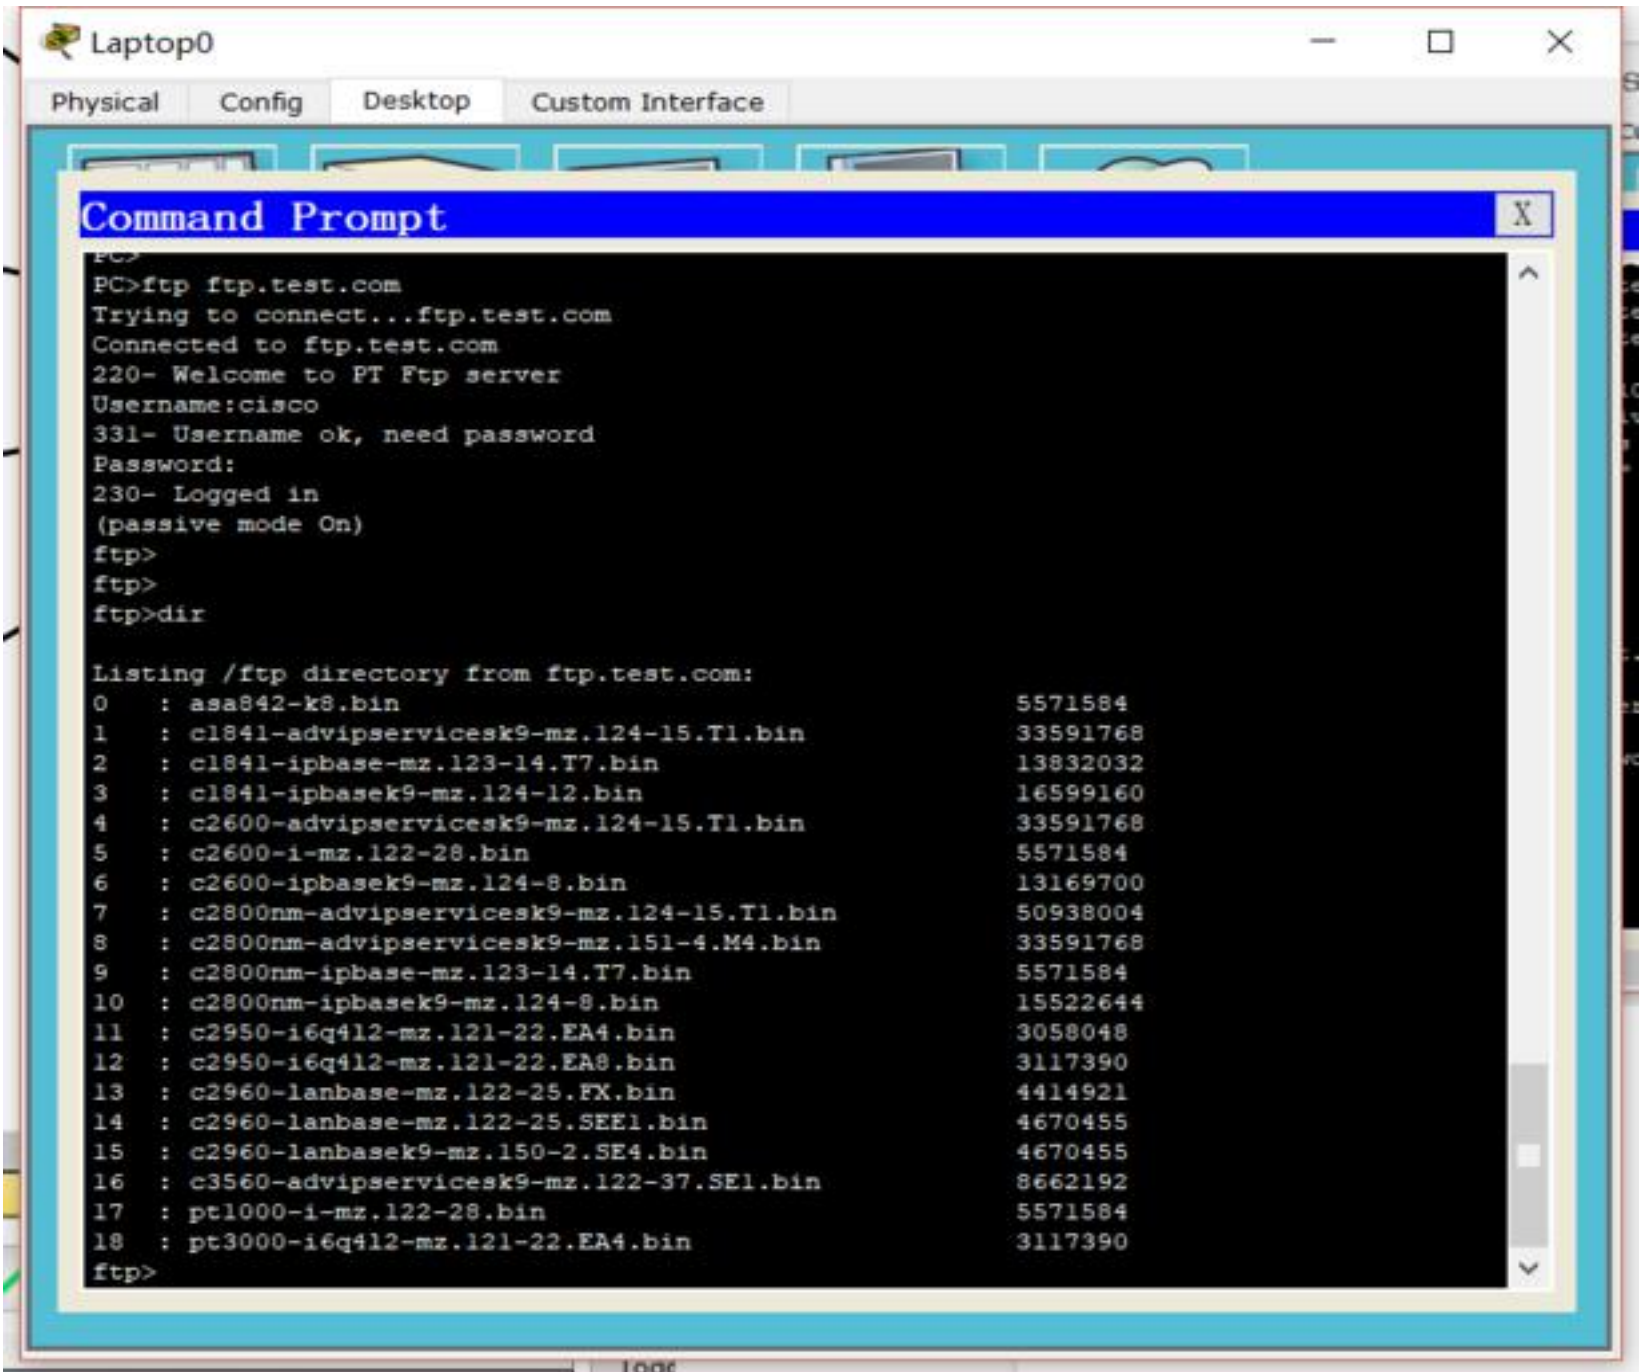 Laptop0
Physical Config Desktop Custom Interface
Command Prompt X
PC>
PC>ftp ftp.test.com
Trying to connect...ftp.test.com
Connected to ftp.test.com
220- Welcome to PT Ftp server
Username:cisco
331- Username ok, need password
Password:
230- Logged in
(passive mode On)
ftp>
ftp>
ftp>dir
Listing /ftp directory from ftp.test.com:
0 : asa842-k8.bin 5571584
1 : c1841-advipservicesk9-mz.124-15.T1.bin 33591768
2 : c1841-ipbase-mz.123-14.T7.bin 13832032
3 : c1841-ipbasek9-mz.124-12.bin 16599160
4 : c2600-advipservicesk9-mz.124-15.T1.bin 33591768
5 : c2600-i-mz.122-28.bin 5571584
6 : c2600-ipbasek9-mz.124-8.bin 13169700
7 : c2800nm-advipservicesk9-mz.124-15.T1.bin 50938004
8 : c2800nm-advipservicesk9-mz.151-4.M4.bin 33591768
9 : c2800nm-ipbase-mz.123-14.T7.bin 5571584
10 : c2800nm-ipbasek9-mz.124-8.bin 15522644
11 : c2950-i6q4l2-mz.121-22.EA4.bin 3058048
12 : c2950-i6q4l2-mz.121-22.EA8.bin 3117390
13 : c2960-lanbase-mz.122-25.FX.bin 4414921
14 : c2960-lanbase-mz.122-25.SEE1.bin 4670455
15 : c2960-lanbasek9-mz.150-2.SE4.bin 4670455
16 : c3560-advipservicesk9-mz.122-37.SE1.bin 8662192
17 : pt1000-i-mz.122-28.bin 5571584
18 : pt3000-i6q4l2-mz.121-22.EA4.bin 3117390
ftp>